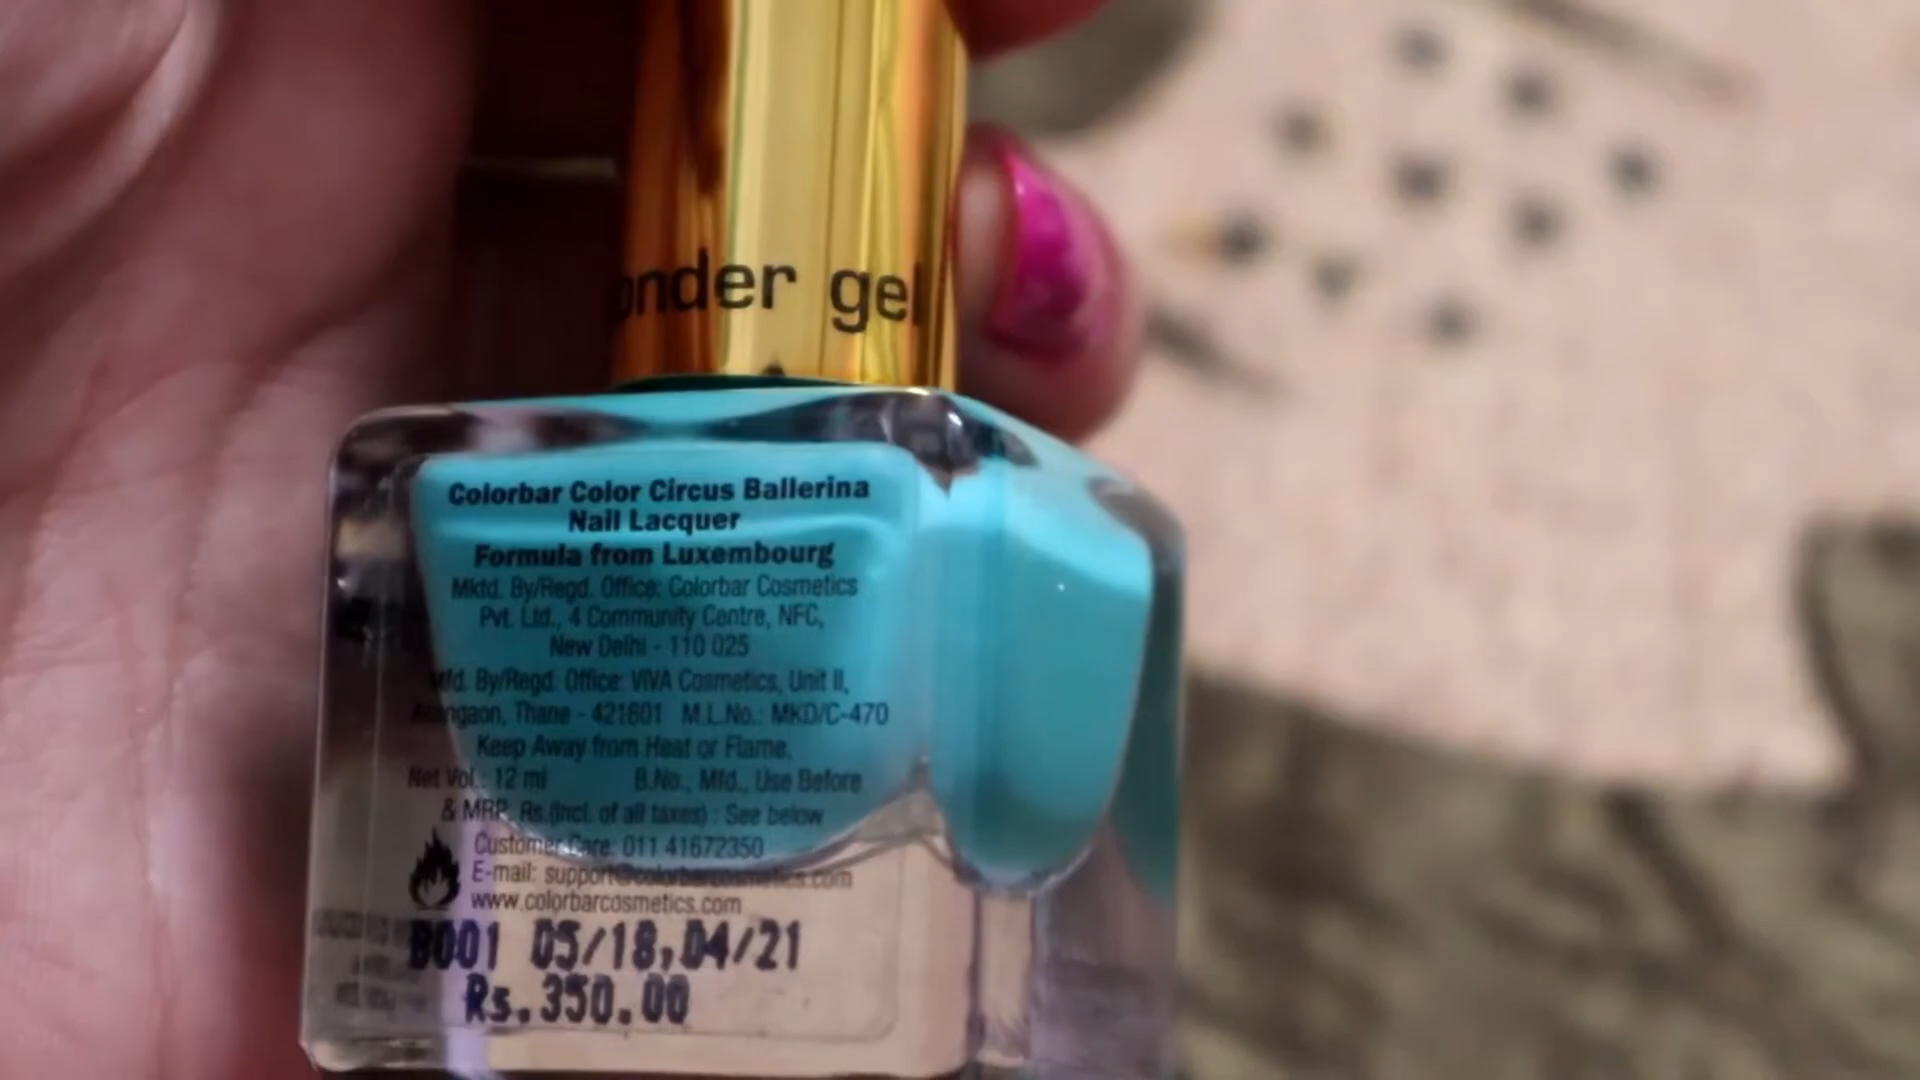 onder gel
Colorbar Color Circus Ballerina
Nail Lacquer
Formula from Luxembourg
Mktd. By/Regd. Office: Colorbar Cosmetics
Pvt. Ltd., 4 Community Centre, NFC,
New Delhi - 110 025
Mfd. By/Regd. Office: VIVA Cosmetics, Unit II,
Thane - 421601 M.L.No.: MKD/C-470
Keep Away from Heat or Flame.
Net Vol.: 12 ml B.No., Mfd., Use Before
& MRP. Rs.(incl. of all taxes) : See below
Customer Care: 011 41672350
E-mail: support@colorbarcosmetics.com
www.colorbarcosmetics.com
B001 05/18,04/21
Rs.350.00